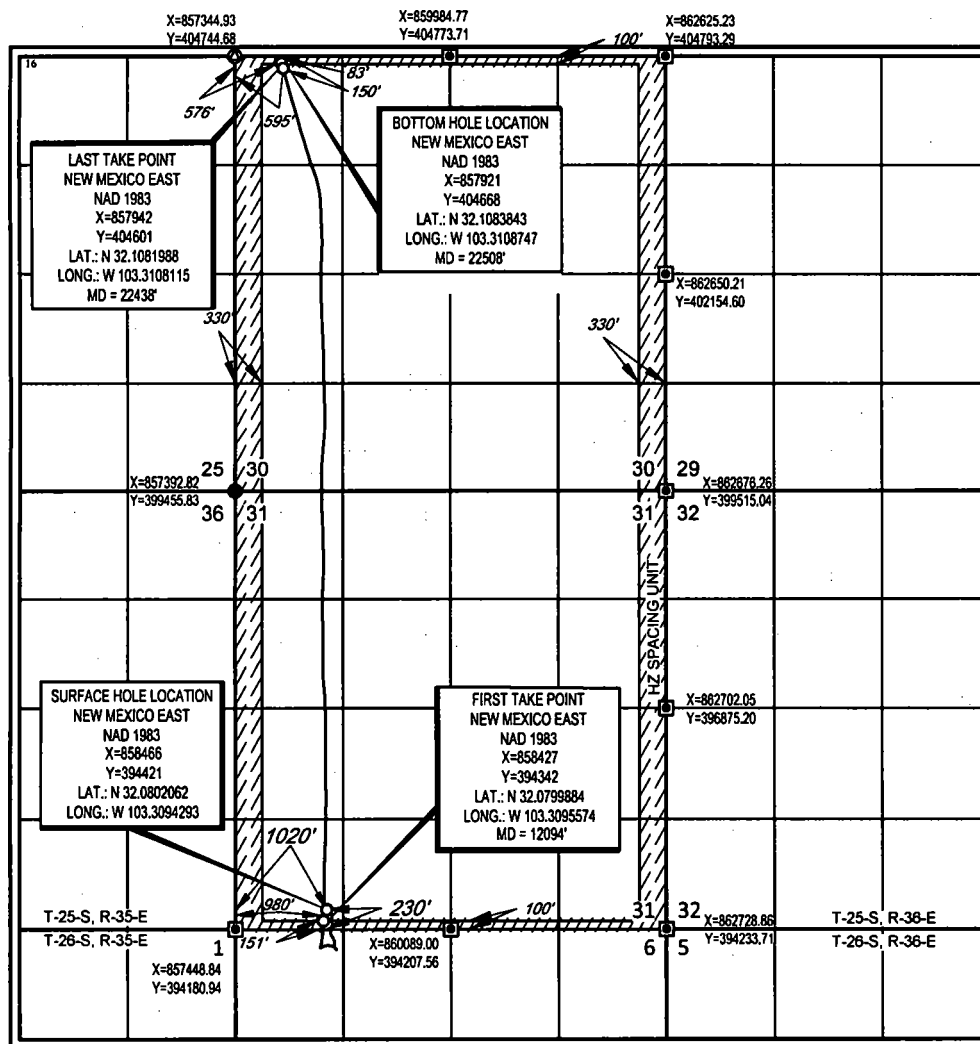 X=857344.93
Y=404744.68
X=859984.77
Y=404773.71
X=862625.23
Y=404793.29
100'
16
83'
150'
576'
595'
LAST TAKE POINT
NEW MEXICO EAST
NAD 1983
X=857942
Y=404601
LAT.: N 32.1081988
LONG.: W 103.3108115
MD = 22438'
BOTTOM HOLE LOCATION
NEW MEXICO EAST
NAD 1983
X=857921
Y=404668
LAT.: N 32.1083843
LONG.: W 103.3108747
MD = 22508'
X=862650.21
Y=402154.60
330'
330'
25 30
30 29
X=857392.82
Y=399455.83
X=862676.26
Y=399515.04
36 31
31 32
HZ SPACING UNIT
X=862702.05
Y=396875.20
SURFACE HOLE LOCATION
NEW MEXICO EAST
NAD 1983
X=858466
Y=394421
LAT.: N 32.0802062
LONG.: W 103.3094293
FIRST TAKE POINT
NEW MEXICO EAST
NAD 1983
X=858427
Y=394342
LAT.: N 32.0799884
LONG.: W 103.3095574
MD = 12094'
1020'
980'
230'
100'
151'
31 32
T-25-S, R-35-E
T-26-S, R-35-E
1
6 5
X=862728.86
Y=394233.71
T-25-S, R-36-E
T-26-S, R-36-E
X=860089.00
Y=394207.56
X=857448.84
Y=394180.94